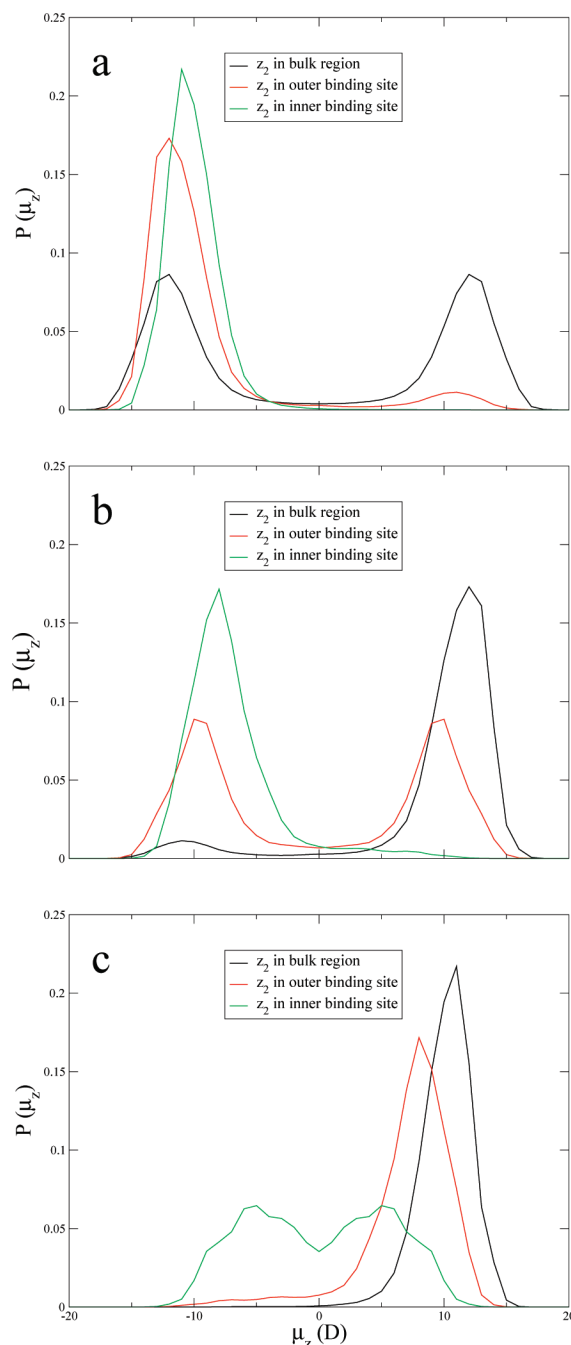 0.25
a
z2 in bulk region
z2 in outer binding site
z2 in inner binding site
0.2
0.15
P (μz)
0.1
0.05
0
0.25
b
z2 in bulk region
z2 in outer binding site
z2 in inner binding site
0.2
0.15
P (μz)
0.1
0.05
0
0.25
c
z2 in bulk region
z2 in outer binding site
z2 in inner binding site
0.2
0.15
P (μz)
0.1
0.05
0
-20 -10 0 10 20
μz (D)